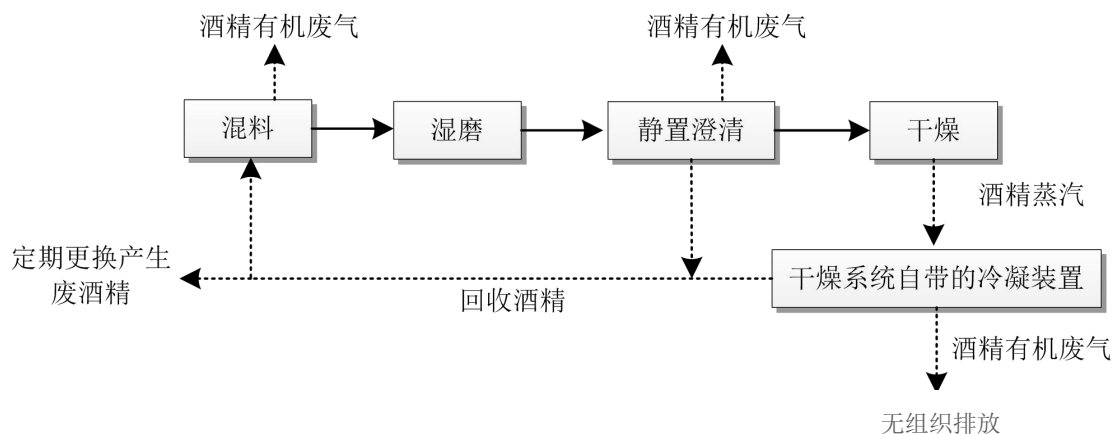 酒精有机废气
酒精有机废气
混料
湿磨
静置澄清
干燥
酒精蒸汽
定期更换产生
废酒精
干燥系统自带的冷凝装置
回收酒精
酒精有机废气
无组织排放